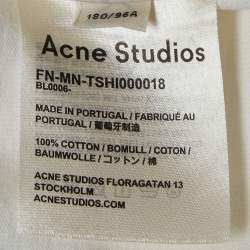 180/96A
Acne Studios
FN-MN-TSHI000018
BL0006-
MADE IN PORTUGAL / FABRIQUÉ AU
PORTUGAL / 葡萄牙制造
100% COTTON / BOMULL / COTON /
BAUMWOLLE / コットン / 棉
ACNE STUDIOS FLORAGATAN 13
STOCKHOLM
ACNESTUDIOS.COM